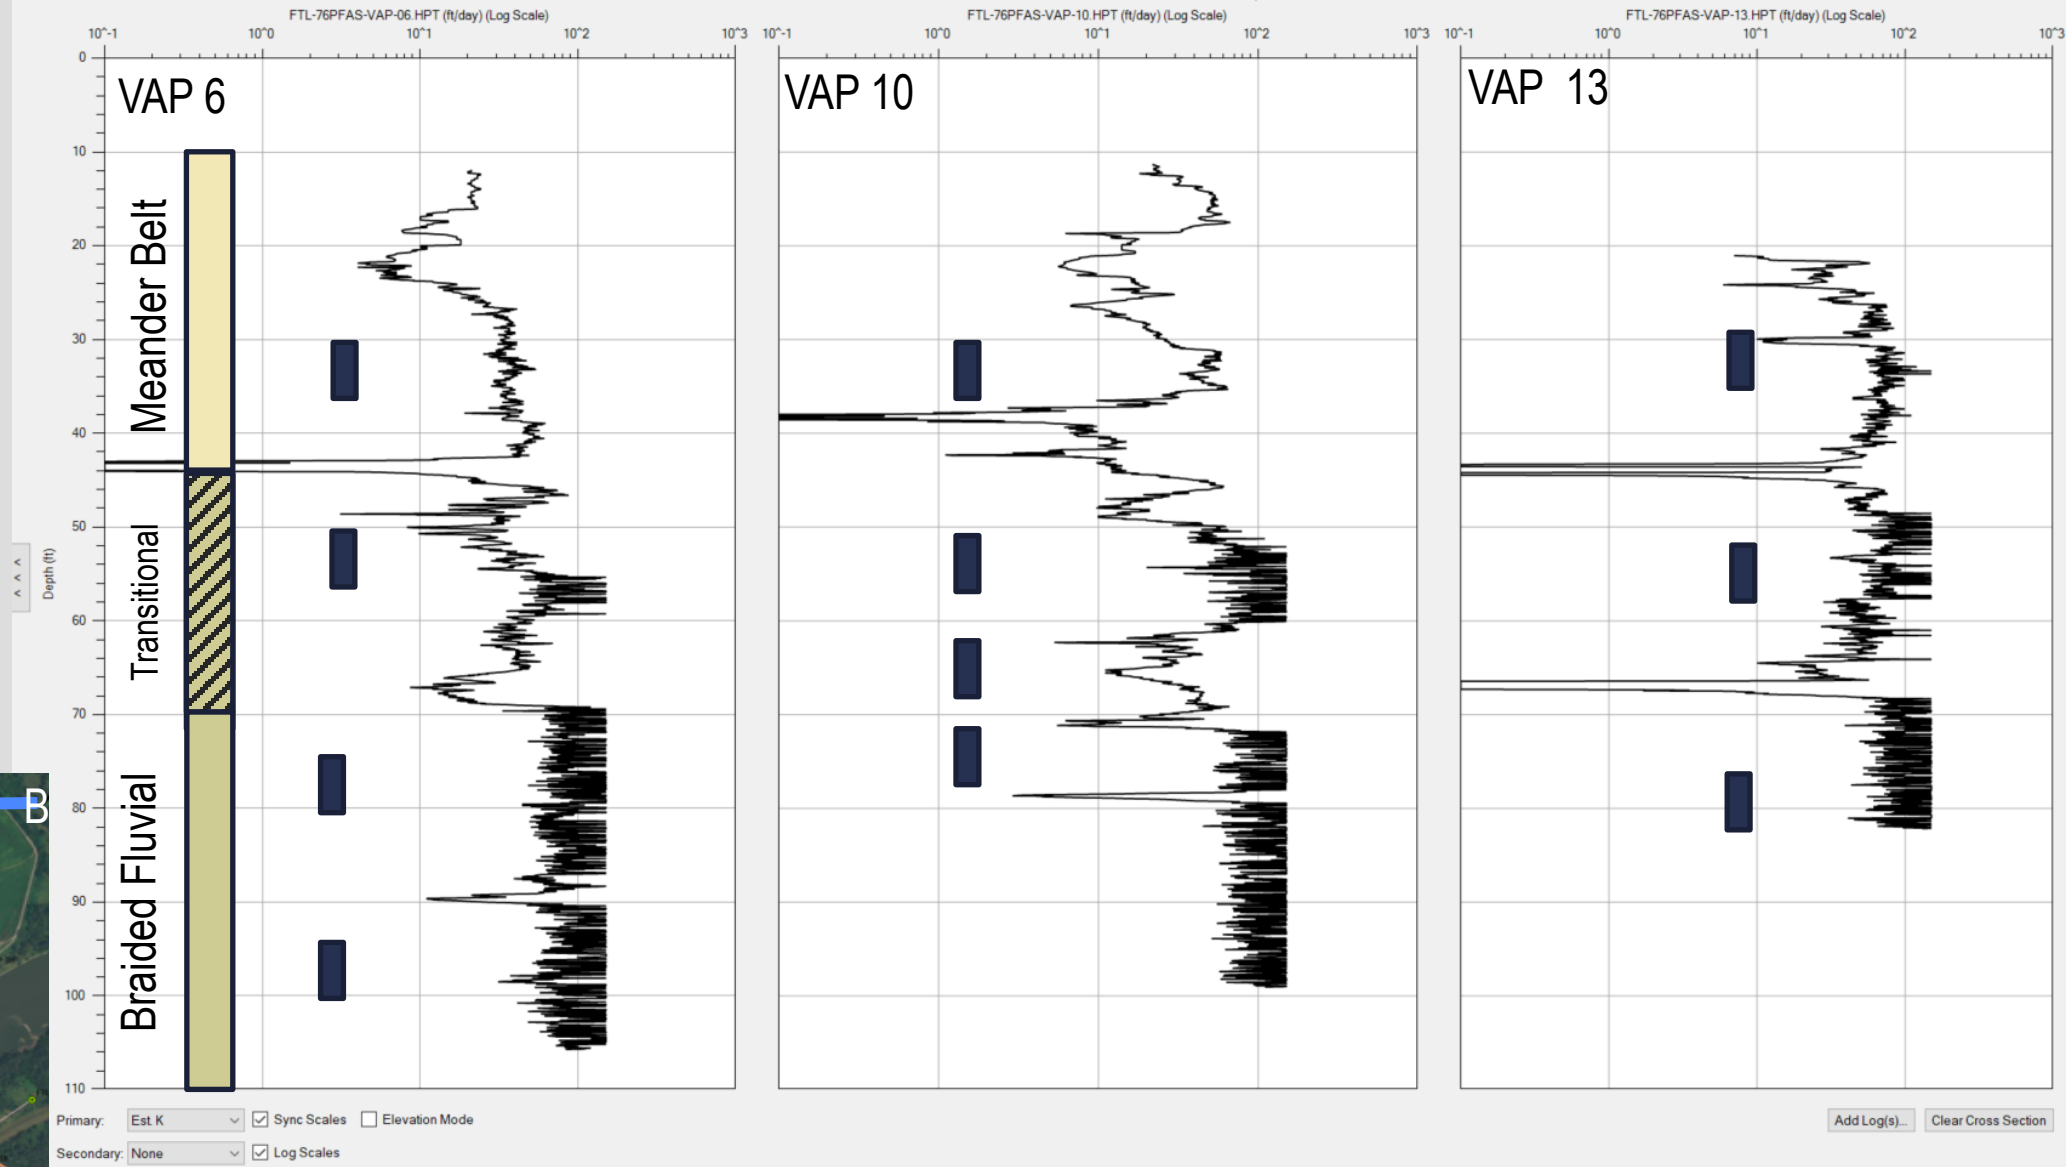 FTL-76PFAS-VAP-06.HPT (ft/day) (Log Scale)
10^-1 10^0 10^1 10^2 10^3
FTL-76PFAS-VAP-10.HPT (ft/day) (Log Scale)
10^-1 10^0 10^1 10^2 10^3
FTL-76PFAS-VAP-13.HPT (ft/day) (Log Scale)
10^-1 10^0 10^1 10^2 10^3
VAP 6
VAP 10
VAP 13
0
10
20
30
40
50
60
70
80
90
100
110
Depth (ft)
< < <
Meander Belt
Transitional
Braided Fluvial
B
Primary: Est. K Sync Scales Elevation Mode
Secondary: None Log Scales
Add Log(s)... Clear Cross Section